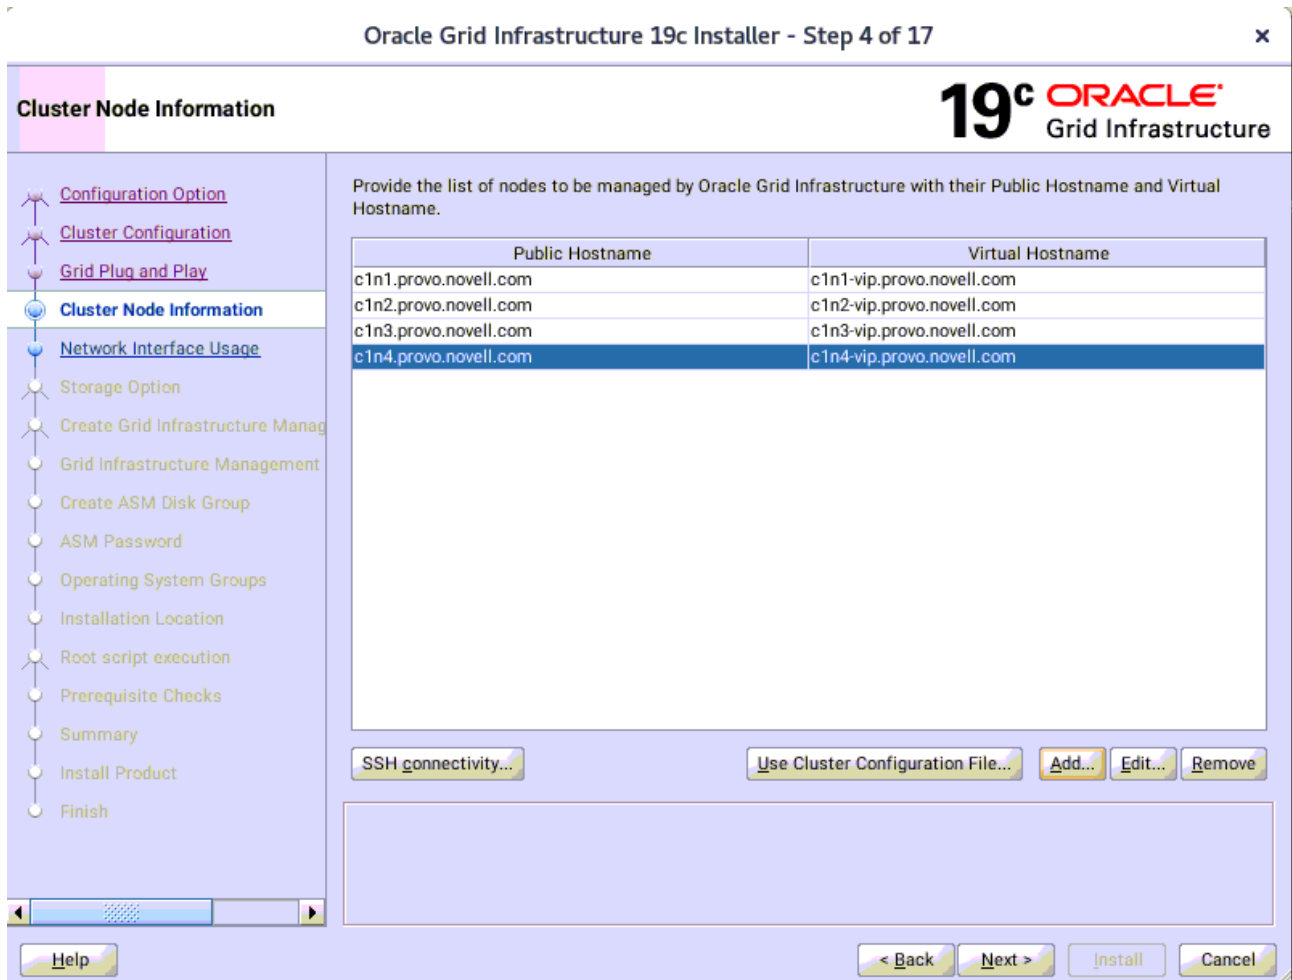 Oracle Grid Infrastructure 19c Installer - Step 4 of 17
×
Cluster Node Information
19c ORACLE
Grid Infrastructure
Configuration Option
Cluster Configuration
Grid Plug and Play
Cluster Node Information
Network Interface Usage
Storage Option
Create Grid Infrastructure Manag
Grid Infrastructure Management
Create ASM Disk Group
ASM Password
Operating System Groups
Installation Location
Root script execution
Prerequisite Checks
Summary
Install Product
Finish
Provide the list of nodes to be managed by Oracle Grid Infrastructure with their Public Hostname and Virtual
Hostname.
Public Hostname Virtual Hostname
c1n1.provo.novell.com c1n1-vip.provo.novell.com
c1n2.provo.novell.com c1n2-vip.provo.novell.com
c1n3.provo.novell.com c1n3-vip.provo.novell.com
c1n4.provo.novell.com c1n4-vip.provo.novell.com
SSH connectivity... Use Cluster Configuration File... Add... Edit... Remove
Help < Back Next > Install Cancel